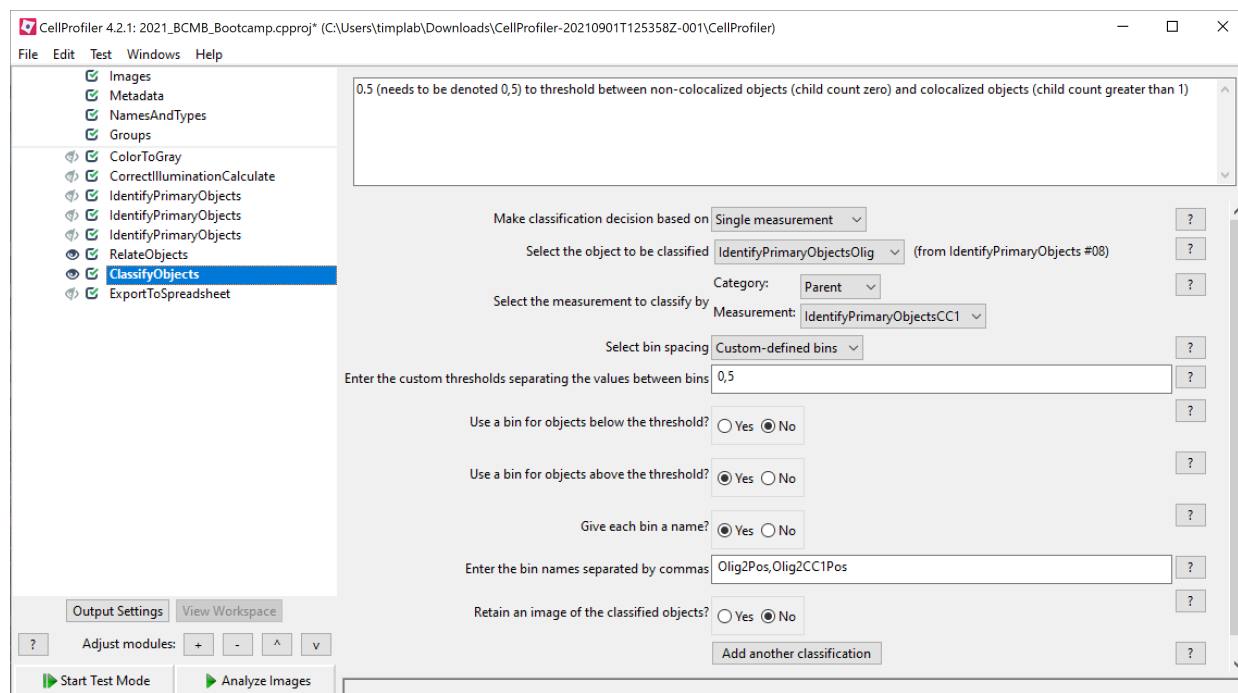 CellProfiler 4.2.1: 2021_BCMB_Bootcamp.cpproj* (C:\Users\timplab\Downloads\CellProfiler-20210901T125358Z-001\CellProfiler)
File Edit Test Windows Help
Images
Metadata
NamesAndTypes
Groups
ColorToGray
CorrectIlluminationCalculate
IdentifyPrimaryObjects
IdentifyPrimaryObjects
IdentifyPrimaryObjects
RelateObjects
ClassifyObjects
ExportToSpreadsheet
Output Settings View Workspace
? Adjust modules: + - ^ v
Start Test Mode Analyze Images
0.5 (needs to be denoted 0,5) to threshold between non-colocalized objects (child count zero) and colocalized objects (child count greater than 1)
Make classification decision based on Single measurement ?
Select the object to be classified IdentifyPrimaryObjectsOlig (from IdentifyPrimaryObjects #08) ?
Select the measurement to classify by Category: Parent ?
Measurement: IdentifyPrimaryObjectsCC1
Select bin spacing Custom-defined bins ?
Enter the custom thresholds separating the values between bins 0,5 ?
Use a bin for objects below the threshold? Yes No ?
Use a bin for objects above the threshold? Yes No ?
Give each bin a name? Yes No ?
Enter the bin names separated by commas Olig2Pos,Olig2CC1Pos ?
Retain an image of the classified objects? Yes No ?
Add another classification ?